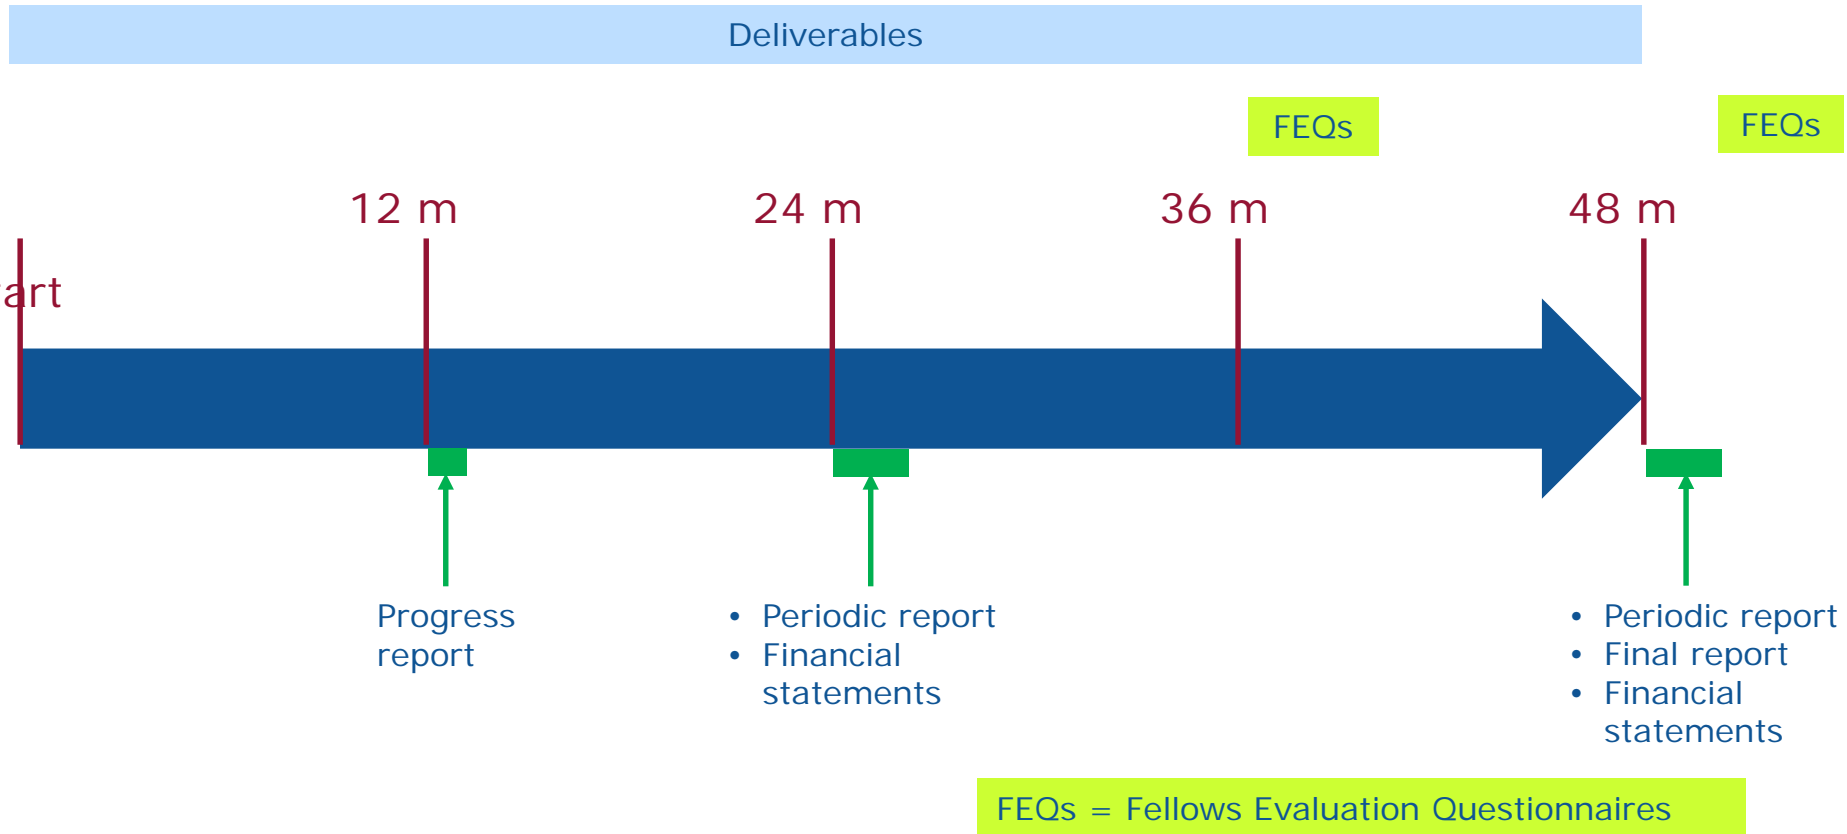 Deliverables
FEQs
FEQs
12 m
24 m
36 m
48 m
art
Progress
report
• Periodic report
• Financial
statements
• Periodic report
• Final report
• Financial
statements
FEQs = Fellows Evaluation Questionnaires